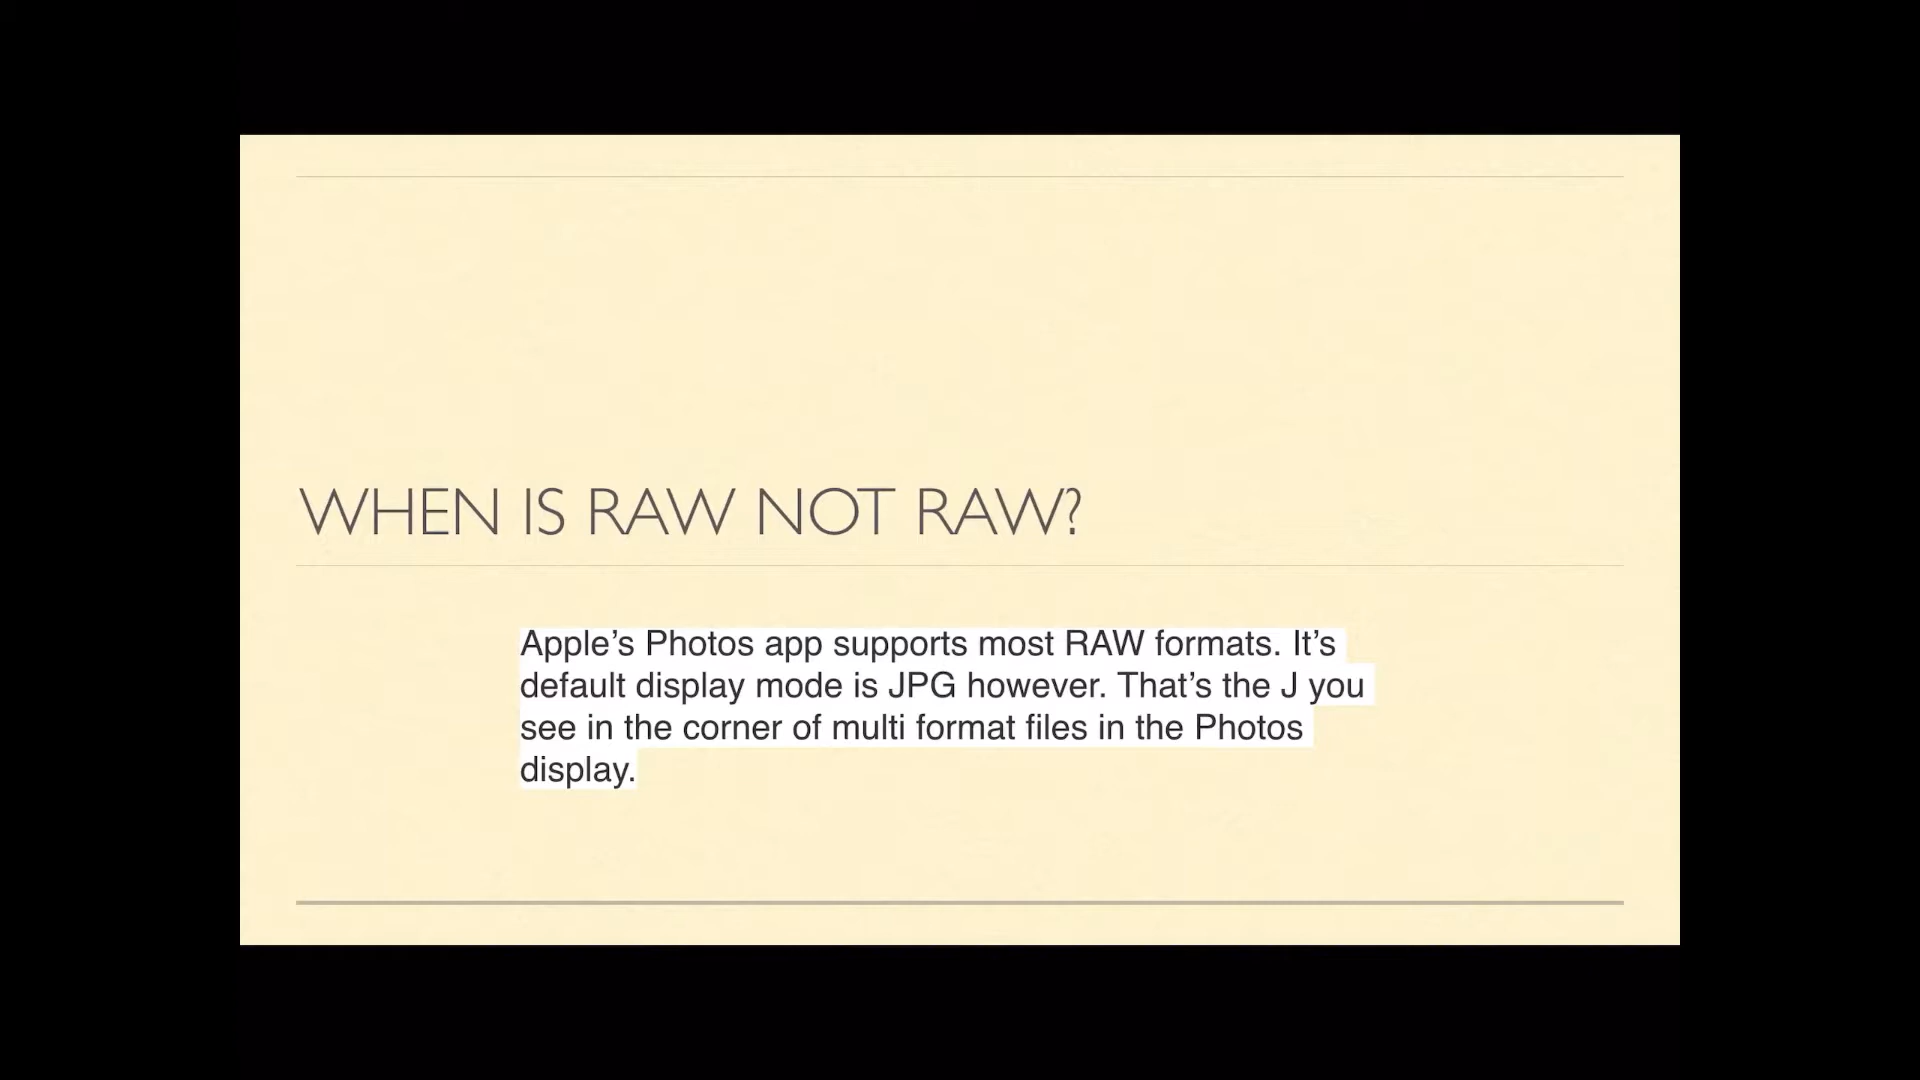 WHEN IS RAW NOT RAW?
Apple’s Photos app supports most RAW formats. It’s
default display mode is JPG however. That’s the J you
see in the corner of multi format files in the Photos
display.